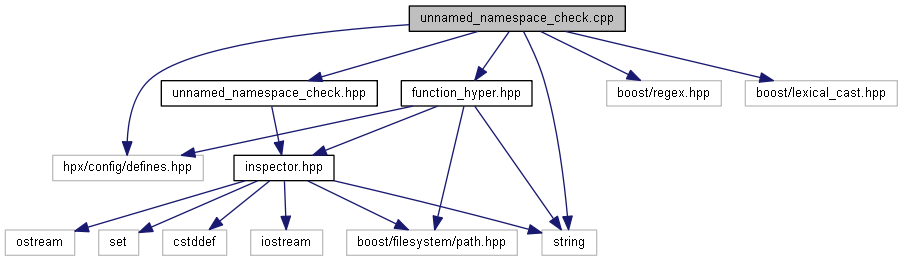 unnamed_namespace_check.cpp
unnamed_namespace_check.hpp
function_hyper.hpp
boost/regex.hpp
boost/lexical_cast.hpp
hpx/config/defines.hpp
inspector.hpp
ostream
set
cstddef
iostream
boost/filesystem/path.hpp
string